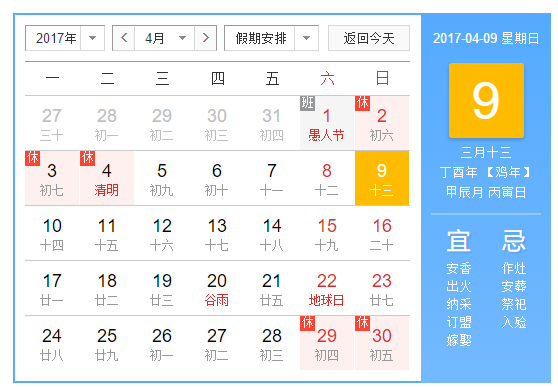 2017年 4月 假期安排 返回今天
一 二 三 四 五 六 日
27 28 29 30 31 班 1 休 2
三十 初一 初二 初三 初四 愚人节 初六
休 3 休 4 5 6 7 8 9
初七 清明 初九 初十 十一 十二 十三
10 11 12 13 14 15 16
十四 十五 十六 十七 十八 十九 二十
17 18 19 20 21 22 23
廿一 廿二 廿三 谷雨 廿五 地球日 廿七
24 25 26 27 28 休 29 休 30
廿八 廿九 初一 初二 初三 初四 初五
2017-04-09 星期日
9
三月十三
丁酉年【鸡年】
甲辰月 丙寅日
宜 忌
安香 作灶
出火 安葬
纳采 祭祀
订盟 入殓
嫁娶